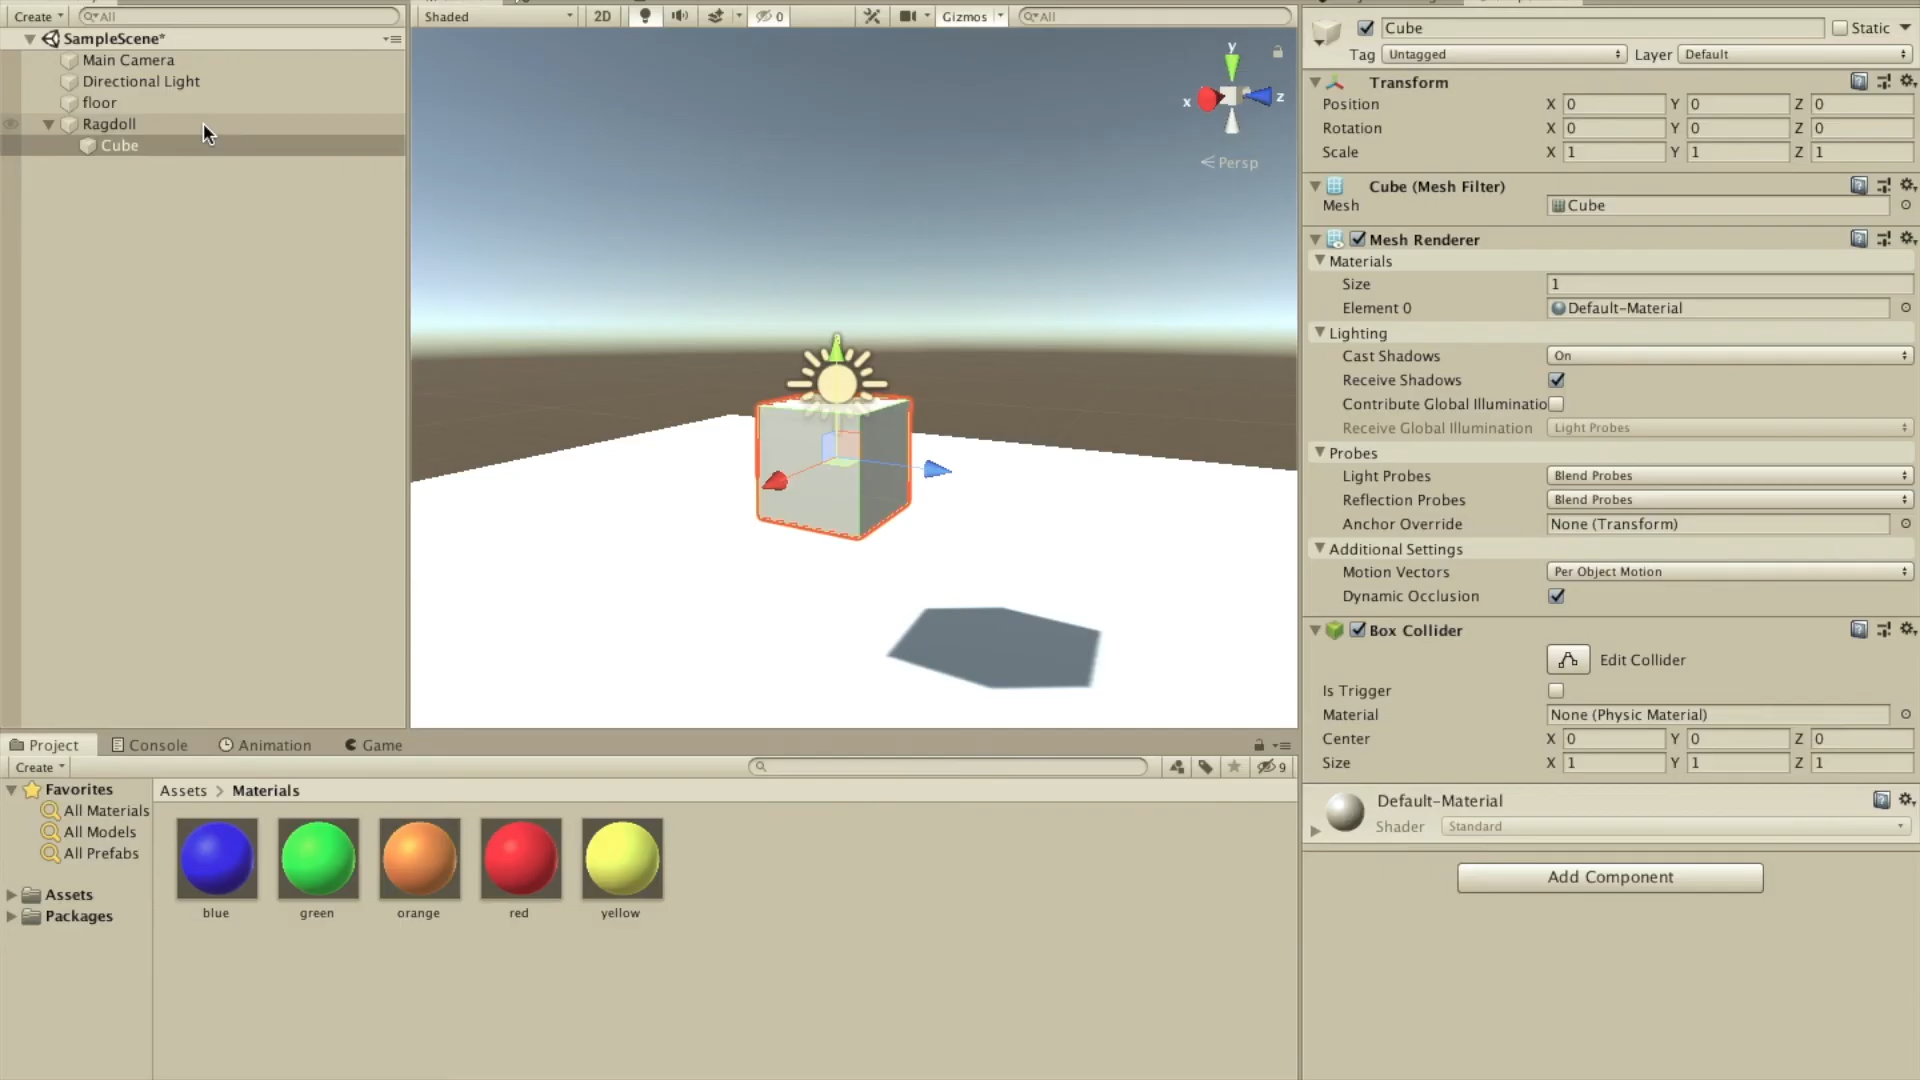 Create
All
SampleScene*
Main Camera
Directional Light
floor
Ragdoll
Cube
Shaded
2D
0
Gizmos
All
y
x
z
Persp
Cube
Static
Tag
Untagged
Layer
Default
Transform
Position X 0 Y 0 Z 0
Rotation X 0 Y 0 Z 0
Scale X 1 Y 1 Z 1
Cube (Mesh Filter)
Mesh Cube
Mesh Renderer
Materials
Size 1
Element 0 Default-Material
Lighting
Cast Shadows On
Receive Shadows
Contribute Global Illuminatio
Receive Global Illumination Light Probes
Probes
Light Probes Blend Probes
Reflection Probes Blend Probes
Anchor Override None (Transform)
Additional Settings
Motion Vectors Per Object Motion
Dynamic Occlusion
Box Collider
Edit Collider
Is Trigger
Material None (Physic Material)
Center X 0 Y 0 Z 0
Size X 1 Y 1 Z 1
Default-Material
Shader Standard
Add Component
Project
Console
Animation
Game
Create
9
Favorites
All Materials
All Models
All Prefabs
Assets
Packages
Assets > Materials
blue
green
orange
red
yellow